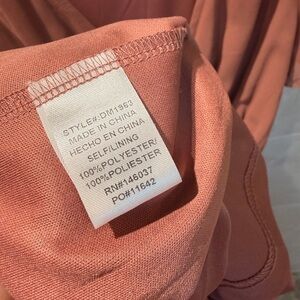 STYLE#:DM1963
MADE IN CHINA
HECHO EN CHINA
SELF/LINING
100%POLYESTER/
100%POLIESTER
RN#146037
PO#11642